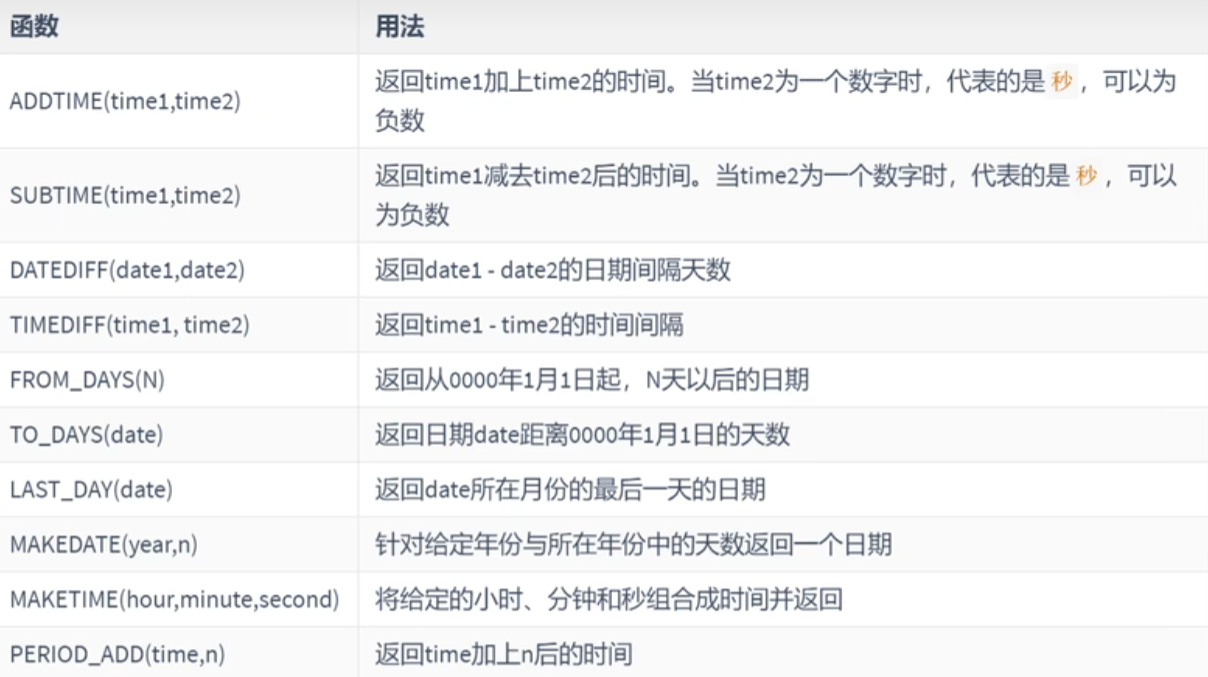 函数 用法
ADDTIME(time1,time2) 返回time1加上time2的时间。当time2为一个数字时，代表的是 秒 ，可以为
负数
SUBTIME(time1,time2) 返回time1减去time2后的时间。当time2为一个数字时，代表的是 秒 ，可以
为负数
DATEDIFF(date1,date2) 返回date1 - date2的日期间隔天数
TIMEDIFF(time1, time2) 返回time1 - time2的时间间隔
FROM_DAYS(N) 返回从0000年1月1日起，N天以后的日期
TO_DAYS(date) 返回日期date距离0000年1月1日的天数
LAST_DAY(date) 返回date所在月份的最后一天的日期
MAKEDATE(year,n) 针对给定年份与所在年份中的天数返回一个日期
MAKETIME(hour,minute,second) 将给定的小时、分钟和秒组合成时间并返回
PERIOD_ADD(time,n) 返回time加上n后的时间